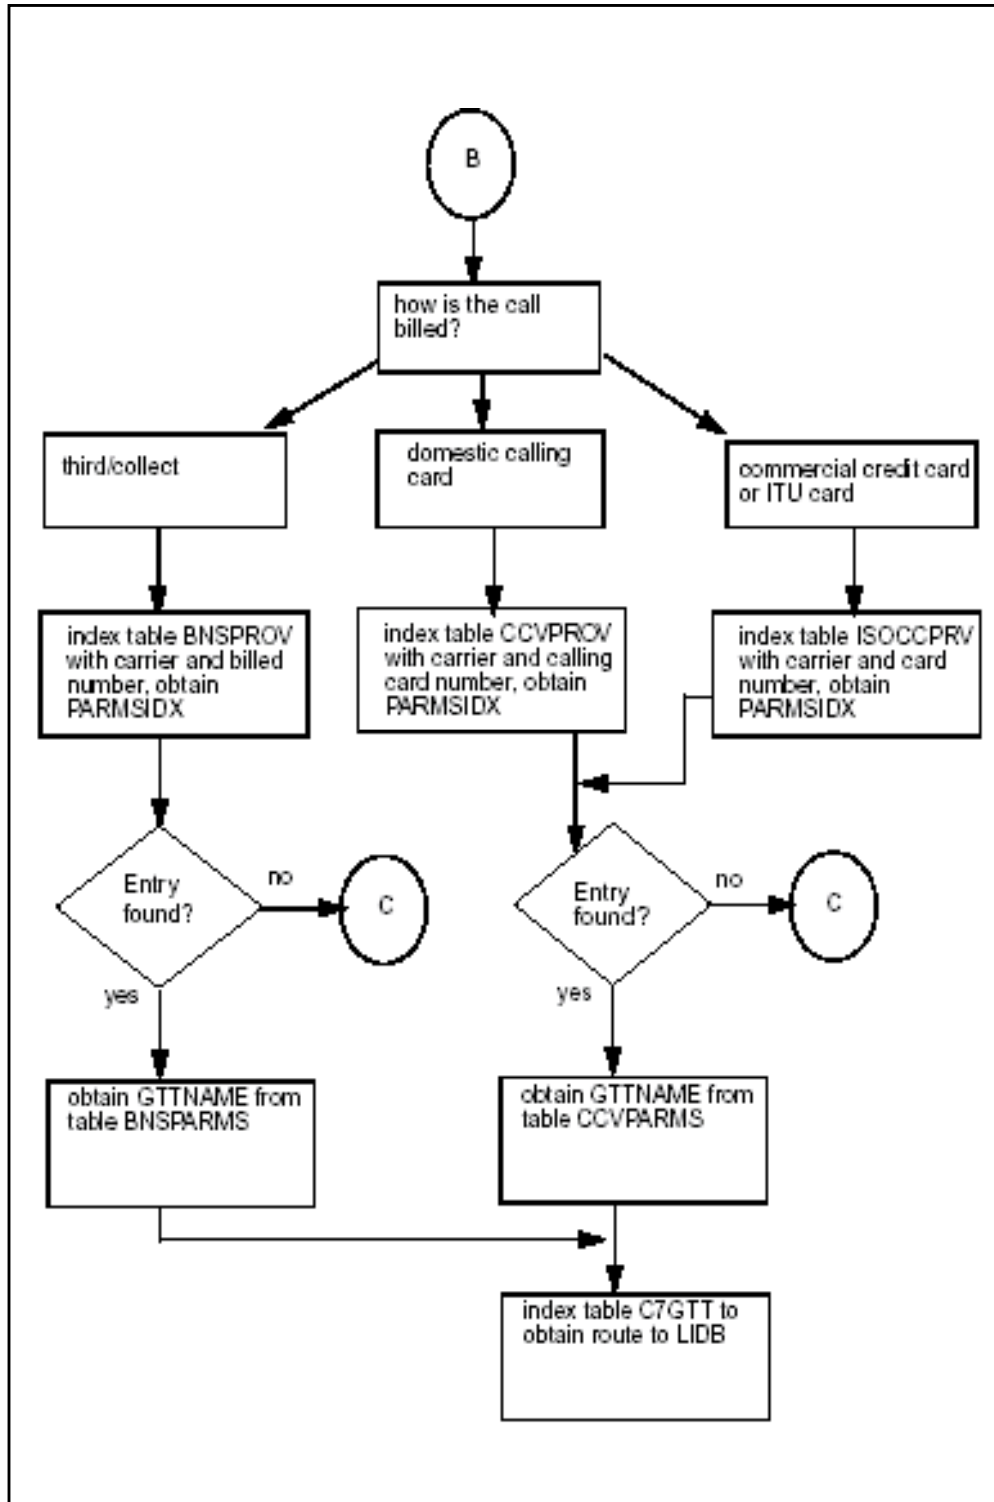 B
how is the call
billed?
third/collect
domestic calling
card
commercial credit card
or ITU card
index table BNSPROV
with carrier and billed
number, obtain
PARMSIDX
index table CCVPROV
with carrier and calling
card number, obtain
PARMSIDX
index table ISOCCPRV
with carrier and card
number, obtain
PARMSIDX
Entry
found?
no
C
yes
Entry
found?
no
C
yes
obtain GTTNAME from
table BNSPARMS
obtain GTTNAME from
table CCVPARMS
index table C7GTT to
obtain route to LIDB